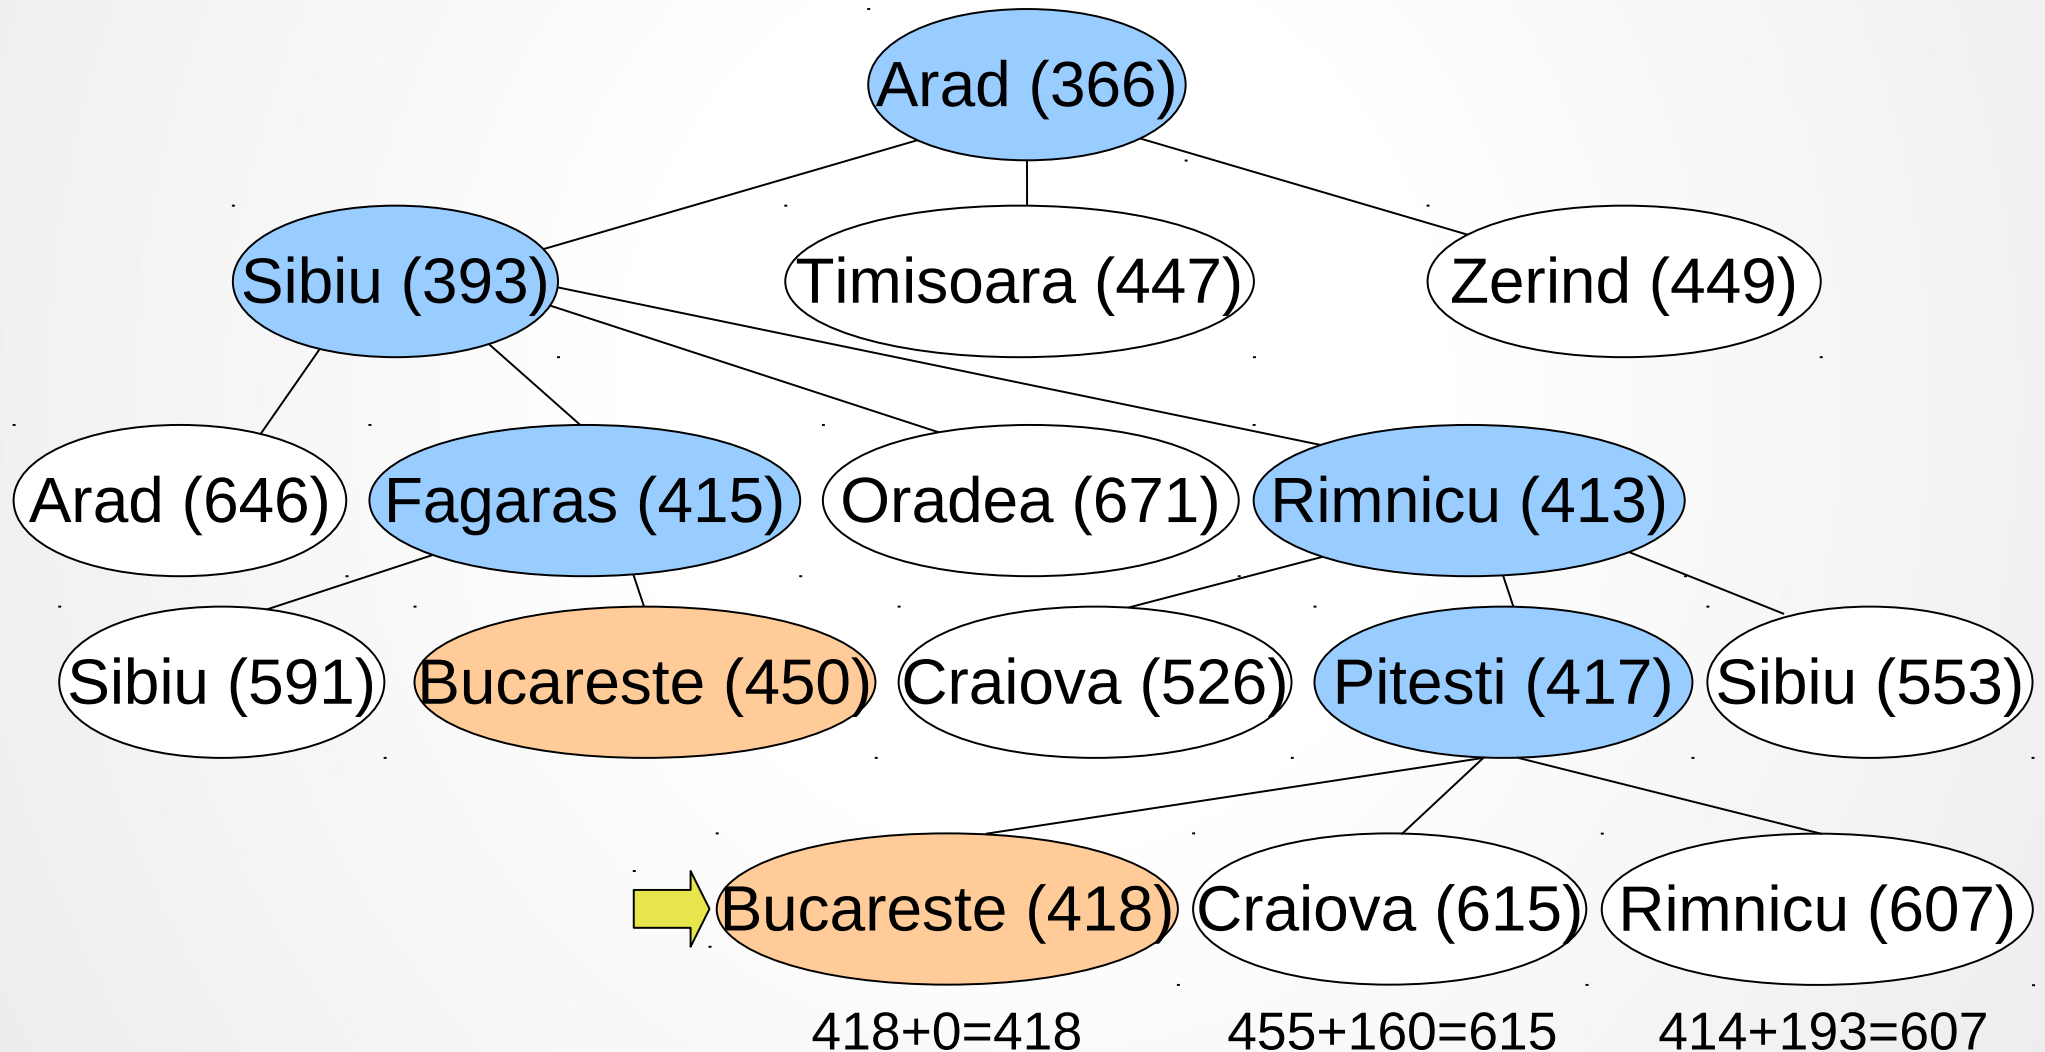 Arad (366)
Sibiu (393)
Timisoara (447)
Zerind (449)
Arad (646)
Fagaras (415)
Oradea (671)
Rimnicu (413)
Sibiu (591)
Bucareste (450)
Craiova (526)
Pitesti (417)
Sibiu (553)
Bucareste (418)
Craiova (615)
Rimnicu (607)
418+0=418
455+160=615
414+193=607